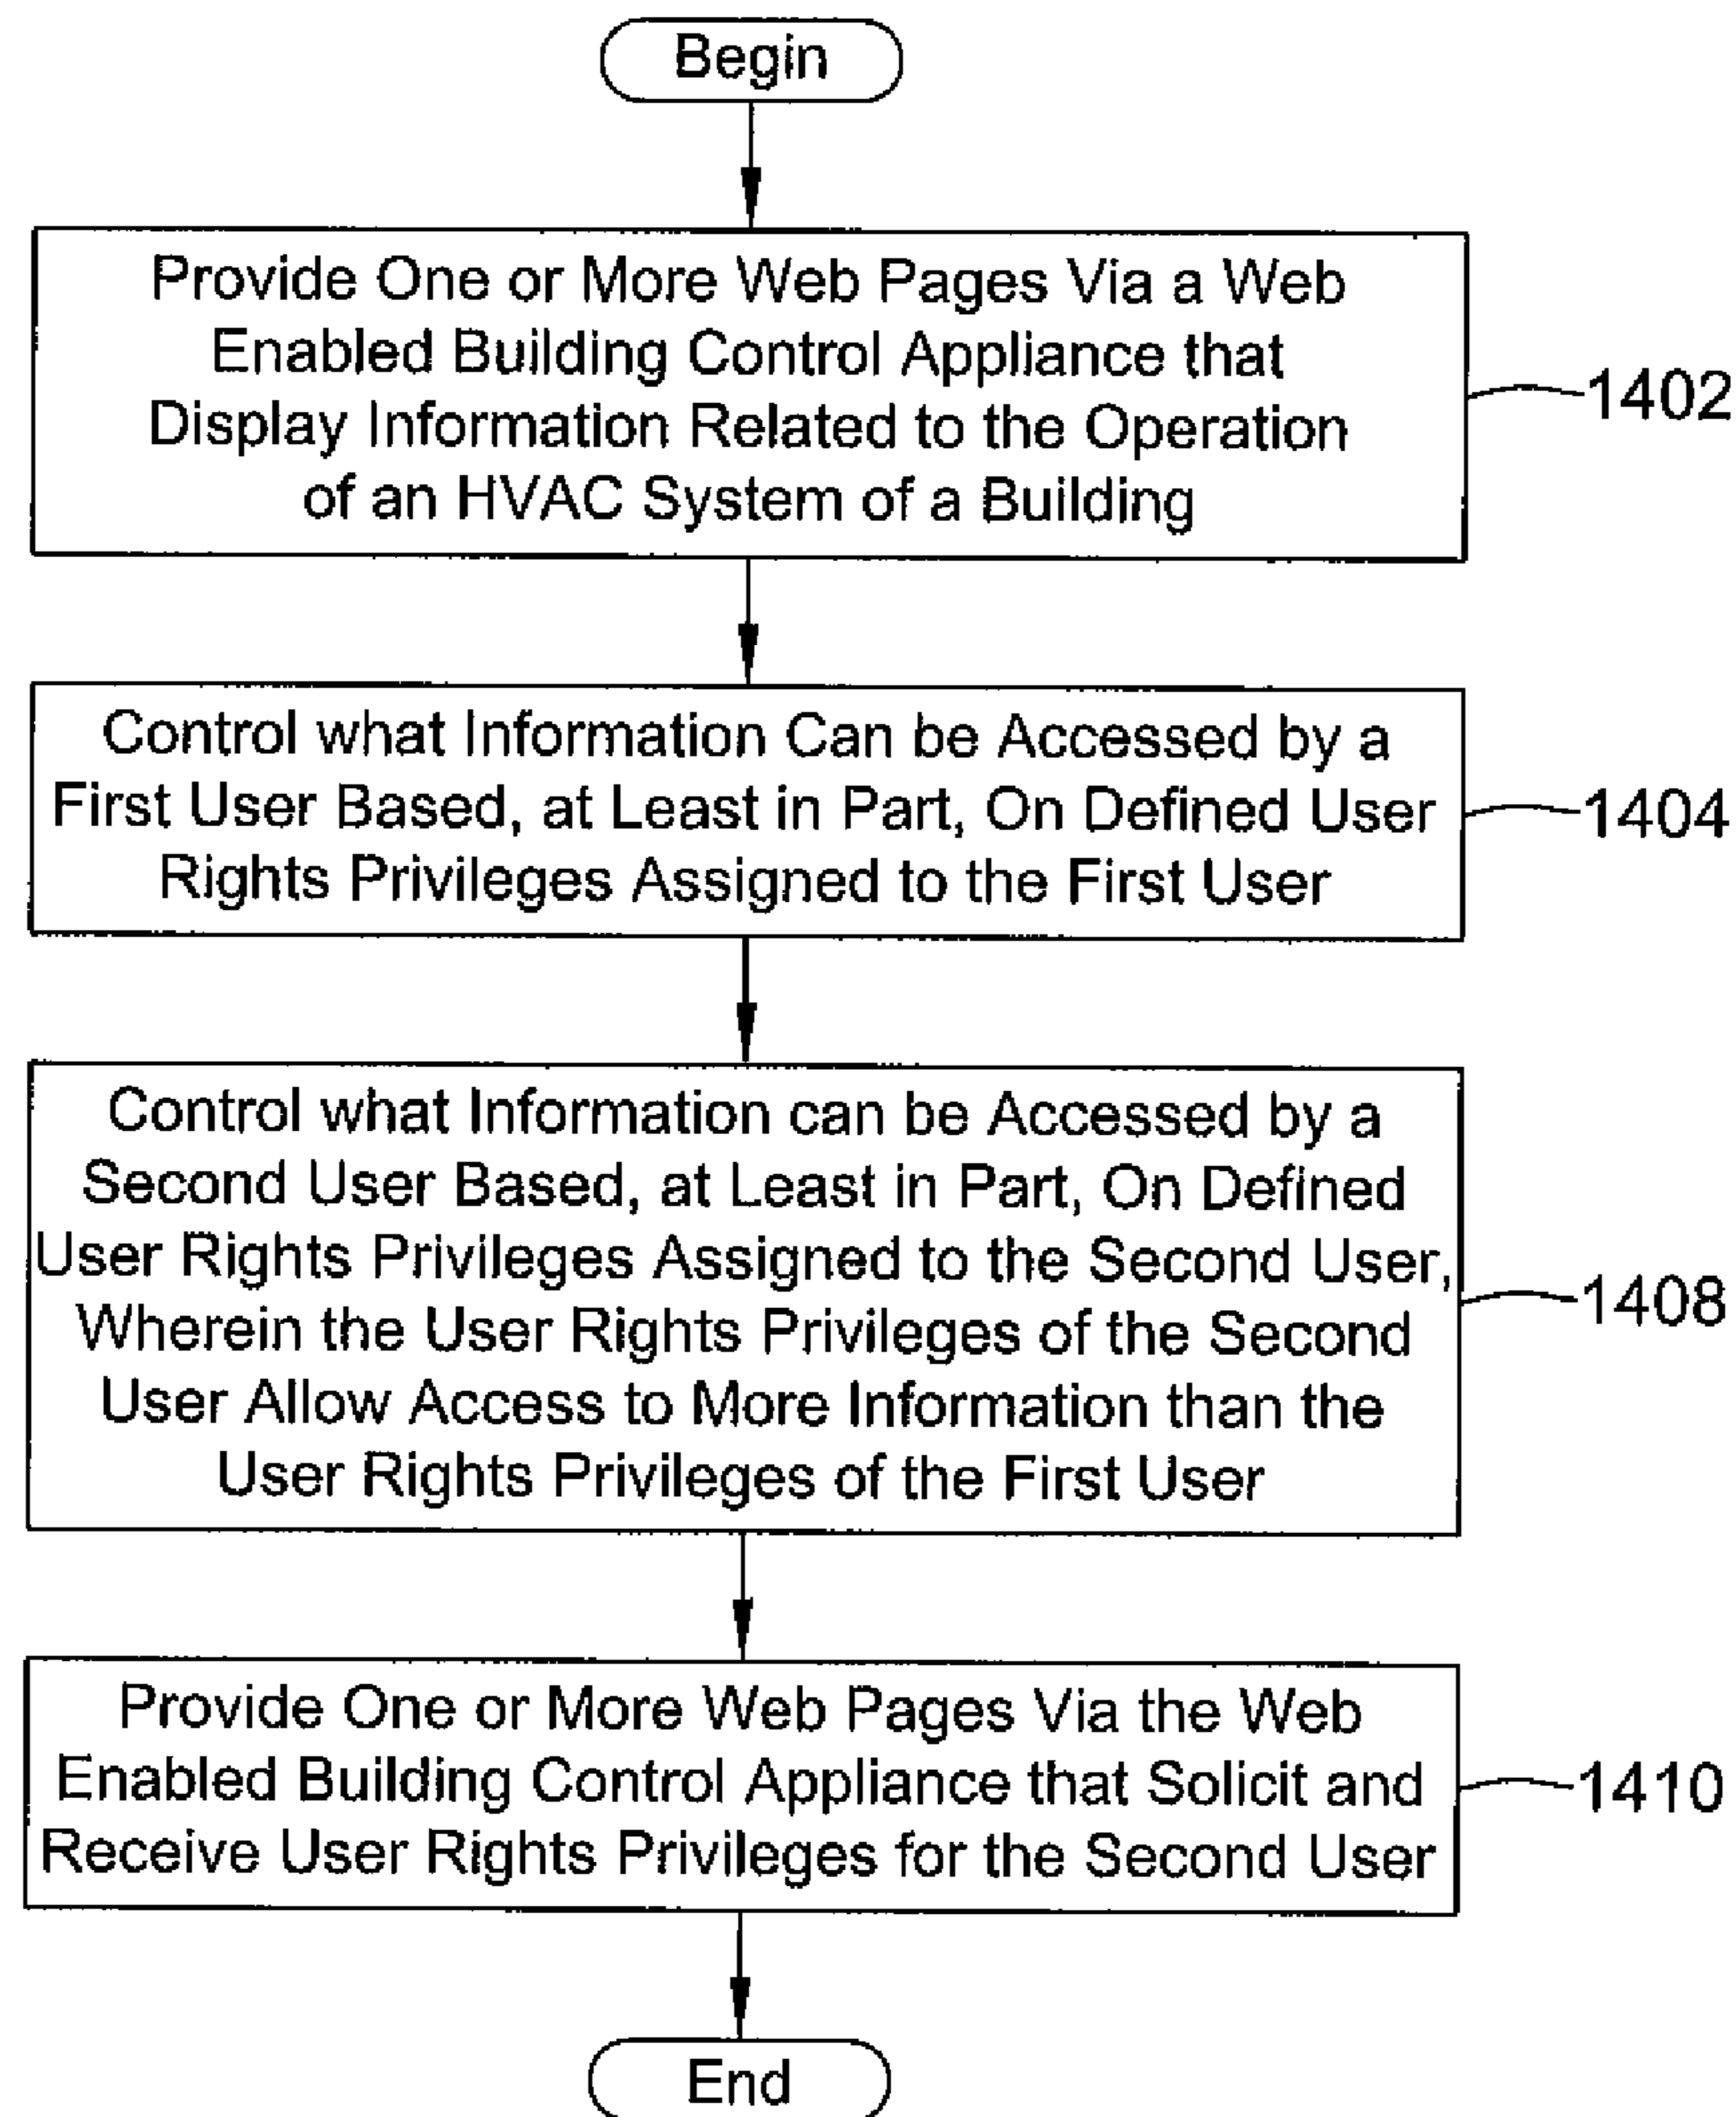 Begin
Provide One or More Web Pages Via a Web
Enabled Building Control Appliance that
Display Information Related to the Operation
of an HVAC System of a Building
1402
Control what Information Can be Accessed by a
First User Based, at Least in Part, On Defined User
Rights Privileges Assigned to the First User
1404
Control what Information can be Accessed by a
Second User Based, at Least in Part, On Defined
User Rights Privileges Assigned to the Second User,
Wherein the User Rights Privileges of the Second
User Allow Access to More Information than the
User Rights Privileges of the First User
1408
Provide One or More Web Pages Via the Web
Enabled Building Control Appliance that Solicit and
Receive User Rights Privileges for the Second User
1410
End